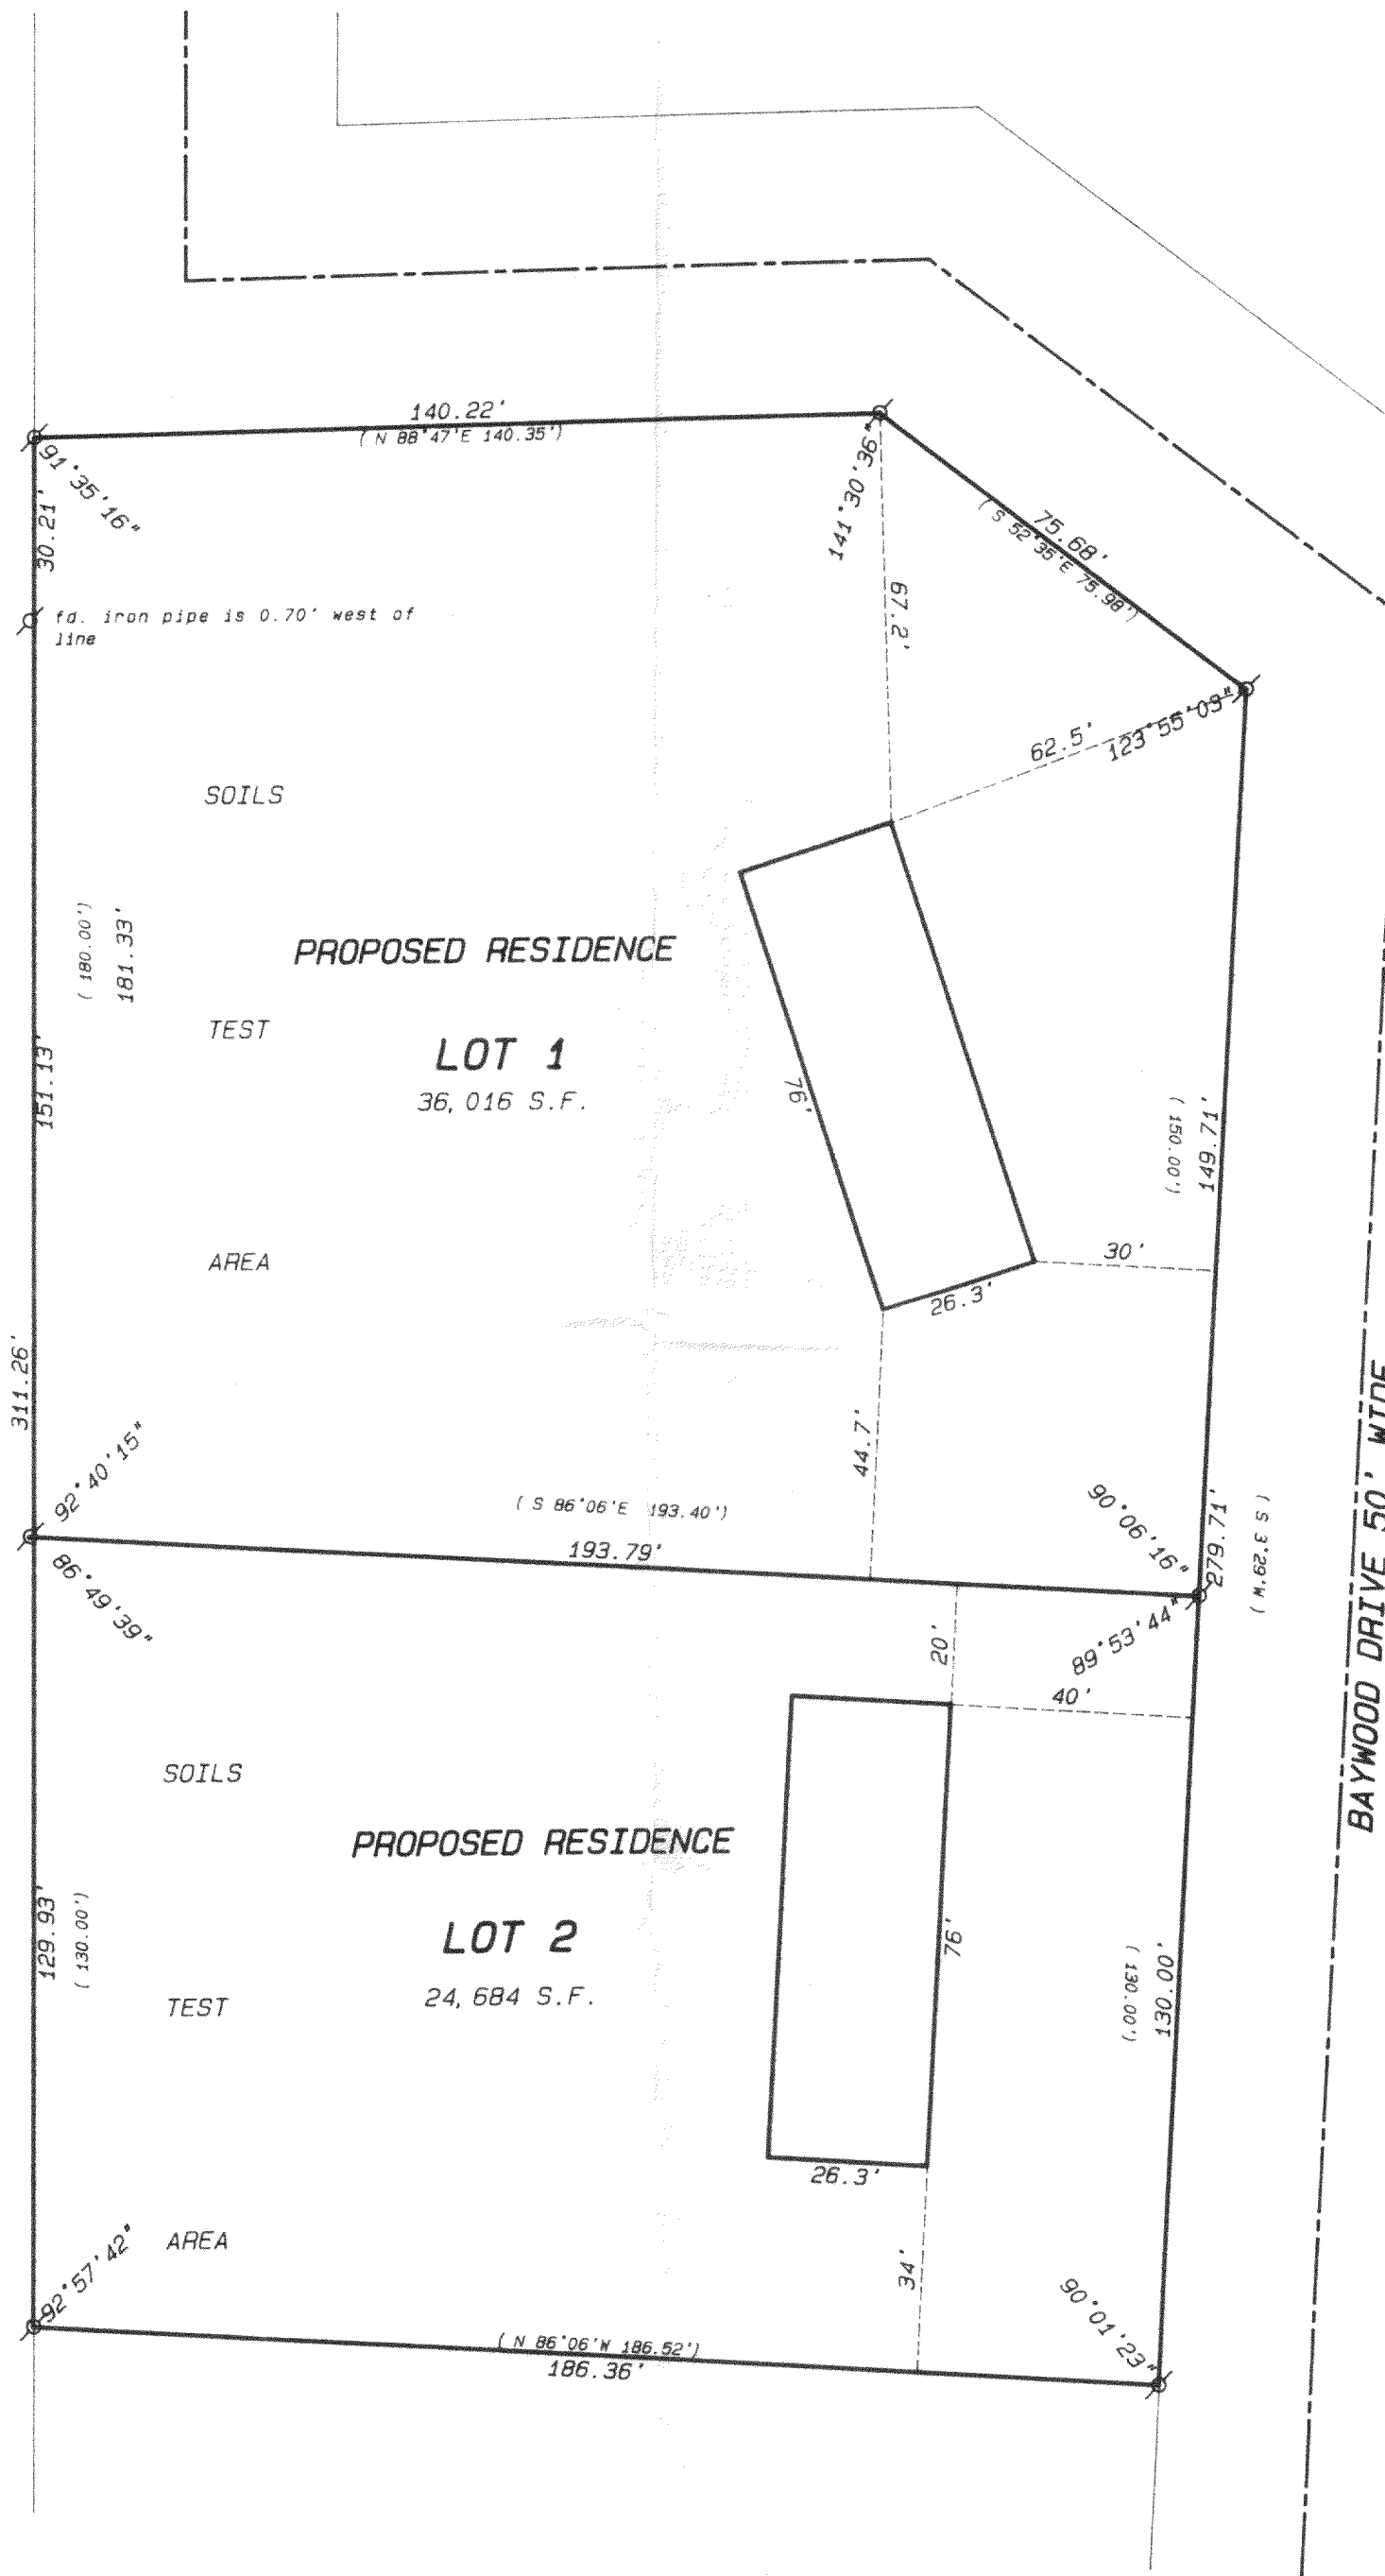 140.22'
( N 88°47'E 140.35')
91°35'16"
30.21'
141°30'36"
75.68'
( S 52°35'E 75.98')
fd. iron pipe is 0.70' west of
line
67.2'
62.5'
123°55'03"
SOILS
( 180.00')
181.33'
PROPOSED RESIDENCE
TEST
LOT 1
36,016 S.F.
151.13'
76'
149.71'
( 150.00')
AREA
30'
26.3'
311.26'
44.7'
92°40'15"
( S 86°06'E 193.40')
193.79'
90°06'16"
279.71'
( S 3°29'W )
86°49'39"
89°53'44"
20'
40'
BAYWOOD DRIVE 50' WIDE
SOILS
PROPOSED RESIDENCE
129.93'
( 130.00')
LOT 2
24,684 S.F.
76'
130.00'
( 130.00')
TEST
26.3'
AREA
34'
92°57'42"
90°01'23"
( N 86°06'W 186.52')
186.36'